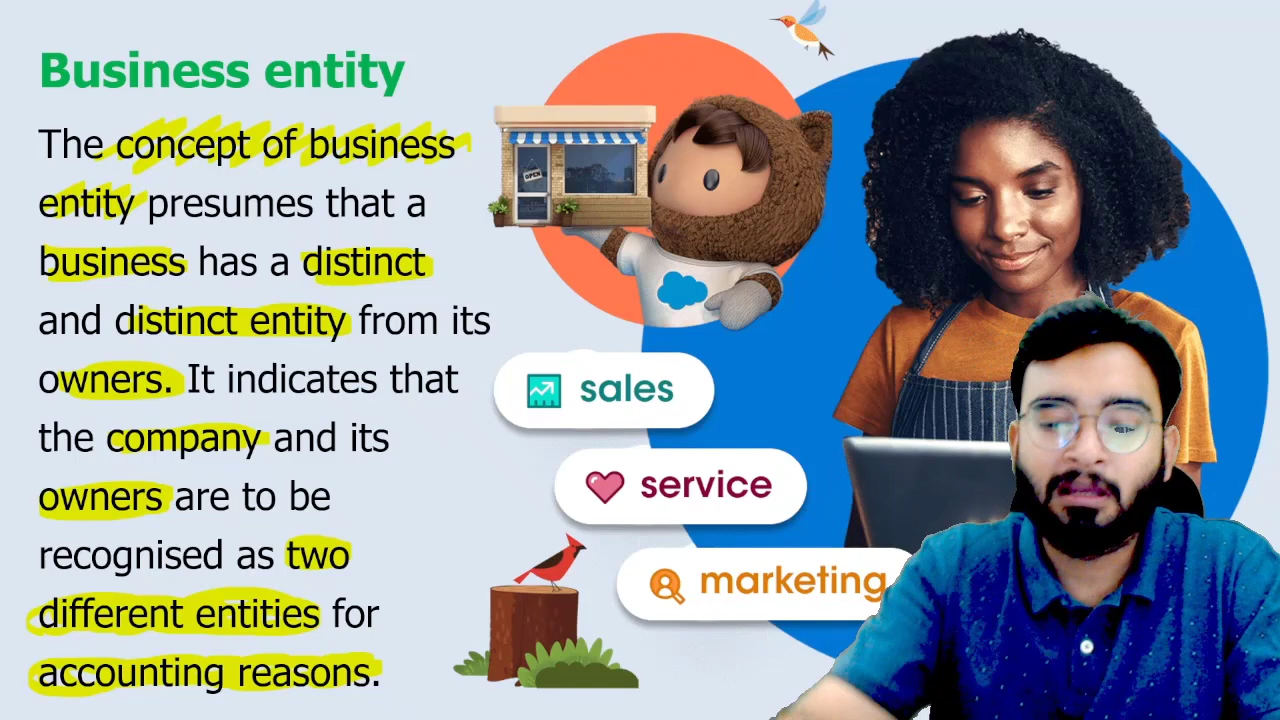 Business entity
The concept of business
entity presumes that a
business has a distinct
and distinct entity from its
owners. It indicates that
the company and its
owners are to be
recognised as two
different entities for
accounting reasons.
OPEN
sales
service
marketing